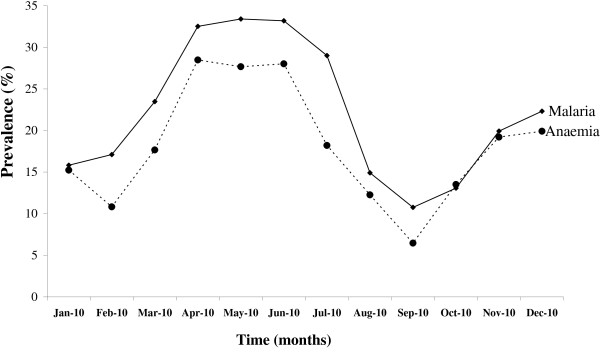 35
30
25
20
15
10
5
0
Prevalence (%)
Malaria
Anaemia
Jan-10 Feb-10 Mar-10 Apr-10 May-10 Jun-10 Jul-10 Aug-10 Sep-10 Oct-10 Nov-10 Dec-10
Time (months)